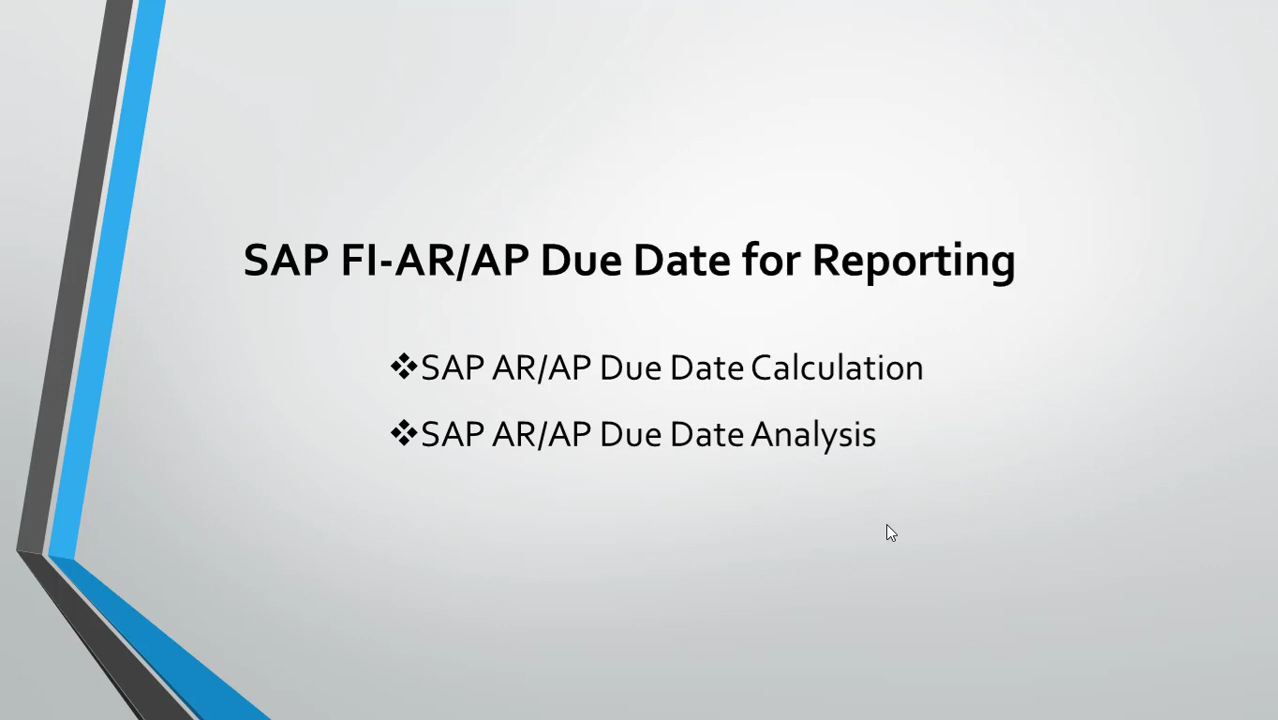 SAP FI-AR/AP Due Date for Reporting
❖SAP AR/AP Due Date Calculation
❖SAP AR/AP Due Date Analysis